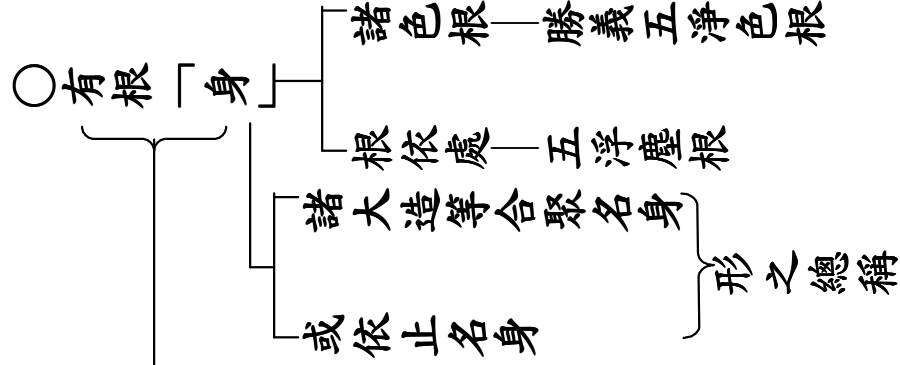 ○有根「身」
諸色根—勝義五淨色根
根依處—五浮塵根
諸大造等合聚名身
或依止名身
形之總稱